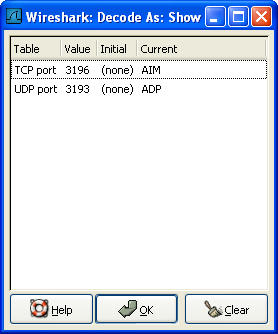 Wireshark: Decode As: Show
Table Value Initial Current
TCP port 3196 (none) AIM
UDP port 3193 (none) ADP
Help OK Clear